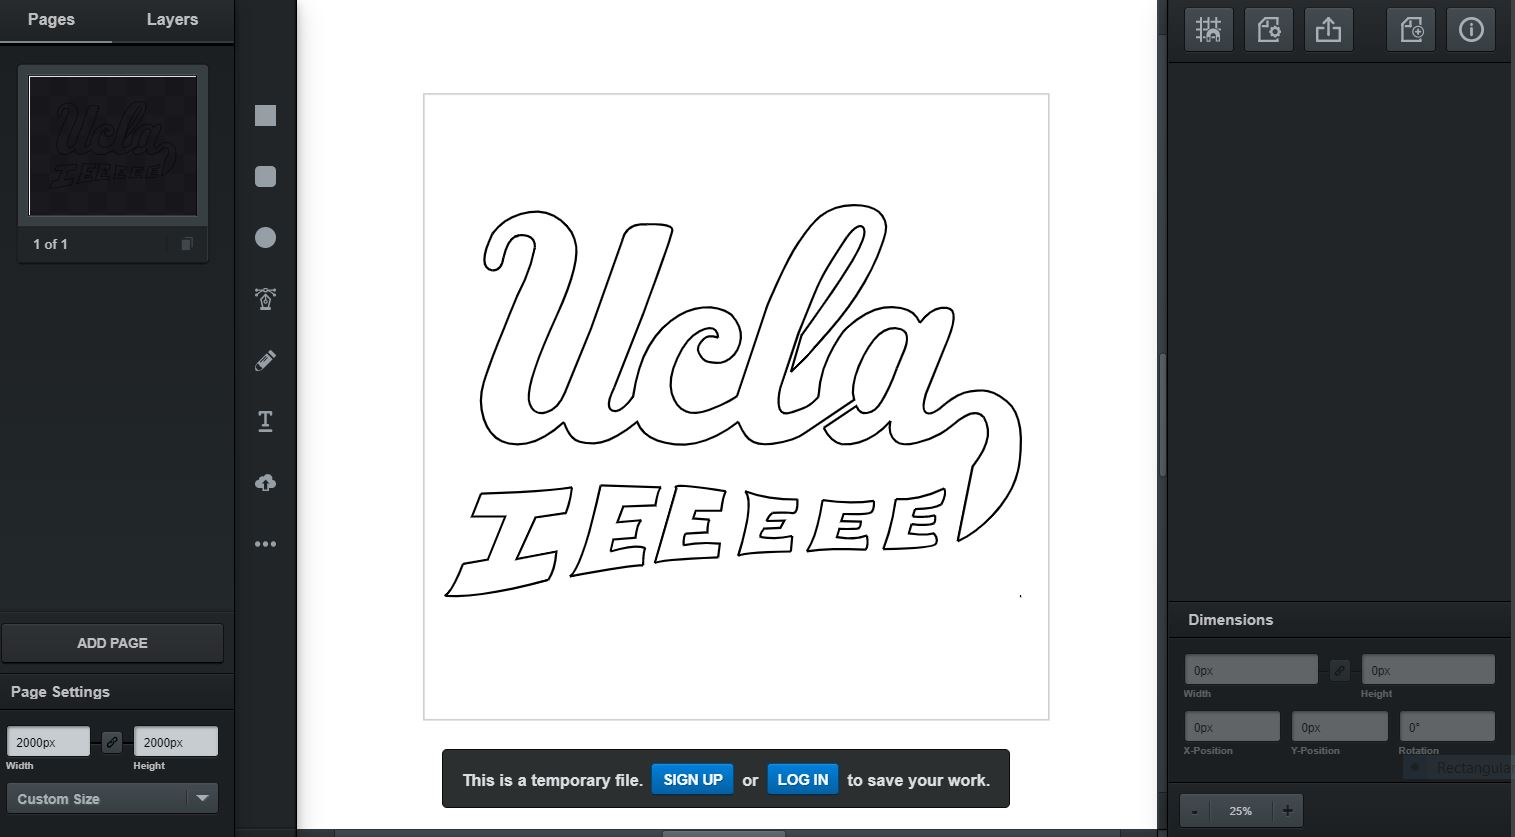 Pages
Layers
Ucla
IEEEEE
1 of 1
Ucla
IEEEEE
ADD PAGE
Page Settings
2000px
2000px
Width
Height
Custom Size
This is a temporary file. SIGN UP or LOG IN to save your work.
Dimensions
0px
0px
Width
Height
0px
0px
0°
X-Position
Y-Position
Rotation
- 25% +